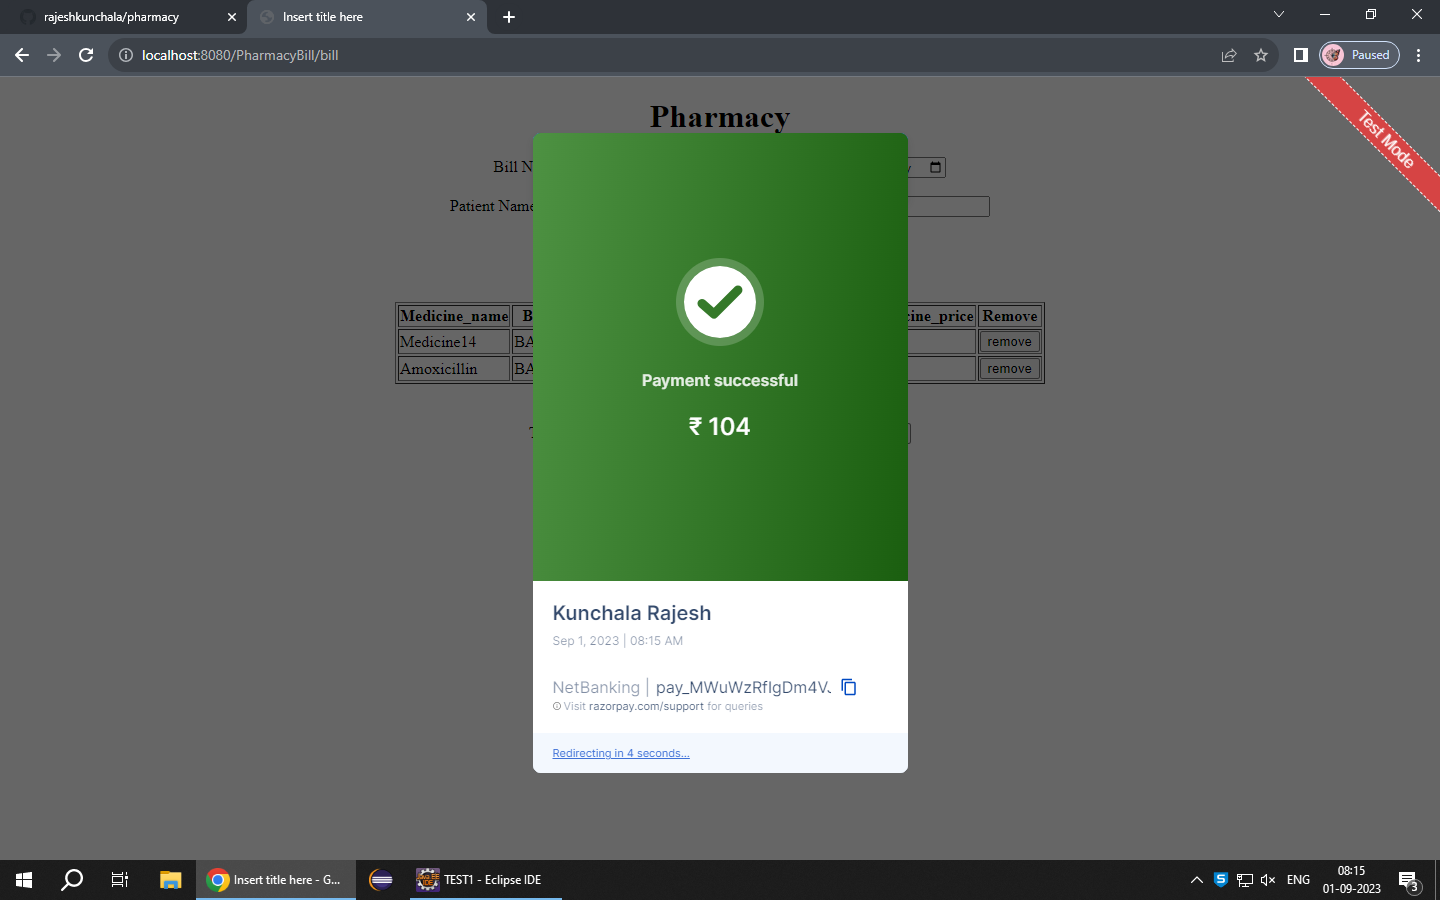 rajeshkunchala/pharmacy
Insert title here
localhost:8080/PharmacyBill/bill
Paused
Test Mode
Pharmacy
Bill N
Patient Name
Medicine_name B ine_price Remove
Medicine14 BA remove
Amoxicillin BA remove
Payment successful
₹ 104
Kunchala Rajesh
Sep 1, 2023 | 08:15 AM
NetBanking | pay_MWuWzRfIgDm4V
Visit razorpay.com/support for queries
Redirecting in 4 seconds...
Insert title here - G...
TEST1 - Eclipse IDE
ENG
08:15
01-09-2023
3